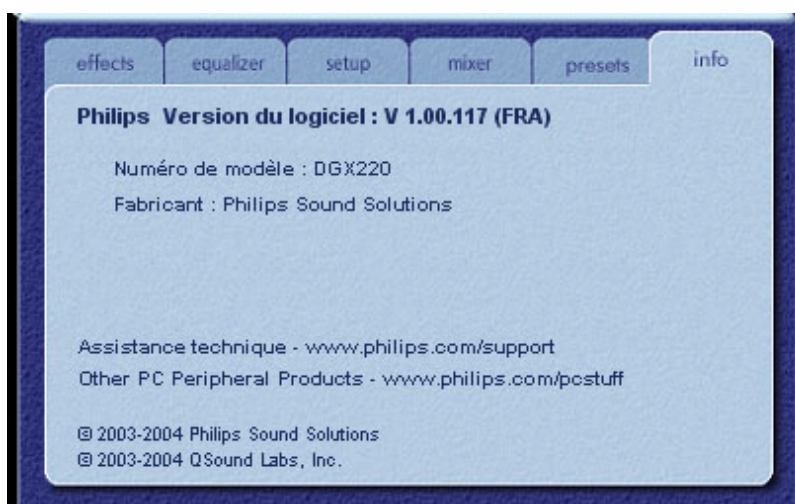 effects equalizer setup mixer presets info
Philips Version du logiciel : V 1.00.117 (FRA)
Numéro de modèle : DGX220
Fabricant : Philips Sound Solutions
Assistance technique - www.philips.com/support
Other PC Peripheral Products - www.philips.com/pcstuff
© 2003-2004 Philips Sound Solutions
© 2003-2004 QSound Labs, Inc.